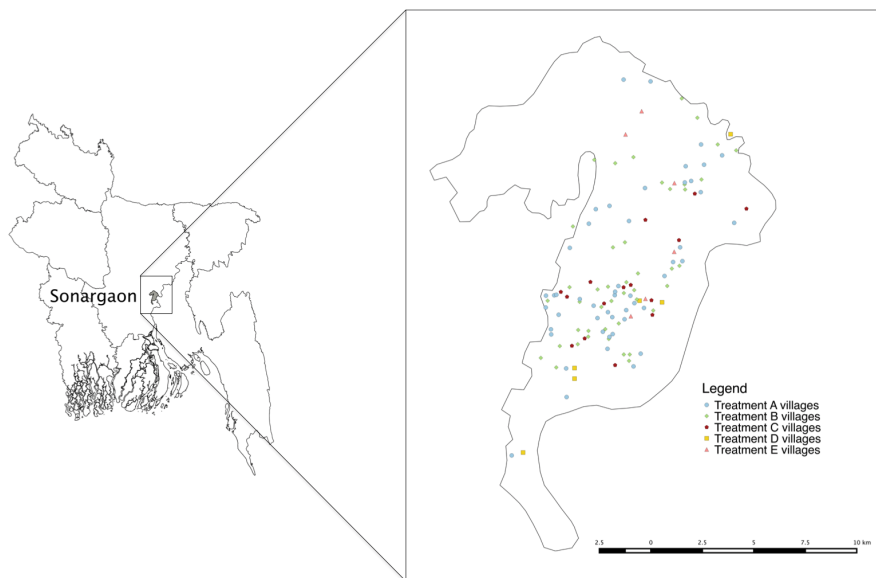 Sonargaon
Legend
Treatment A villages
Treatment B villages
Treatment C villages
Treatment D villages
Treatment E villages
2.5 0 2.5 5 7.5 10 km